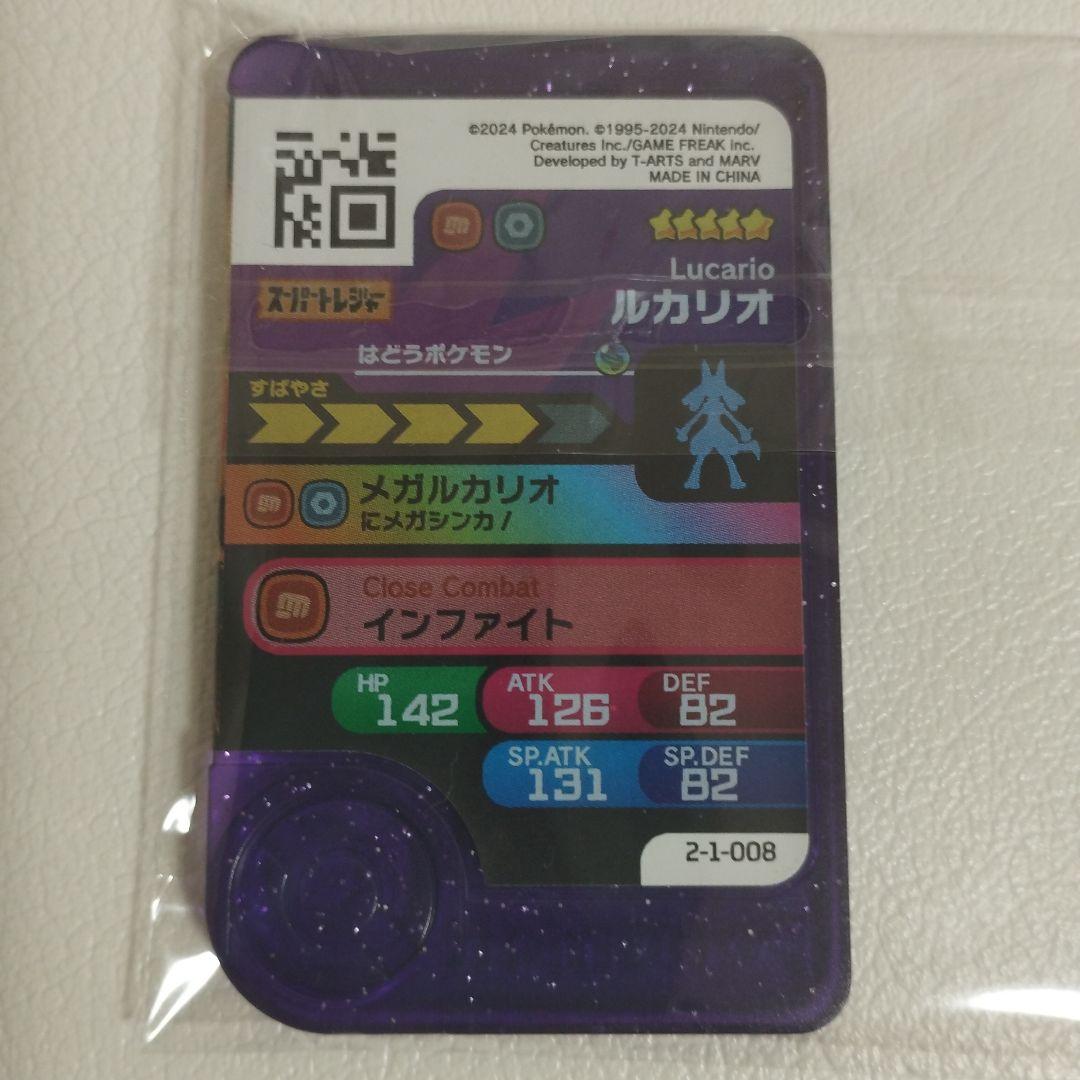 ©2024 Pokémon. ©1995-2024 Nintendo/
Creatures Inc./GAME FREAK inc.
Developed by T-ARTS and MARV
MADE IN CHINA
Lucario
スーパートレジャー
ルカリオ
はどうポケモン
すばやさ
メガルカリオ
にメガシンカ！
Close Combat
インファイト
HP
142
ATK
126
DEF
82
SP.ATK
131
SP.DEF
82
2-1-008